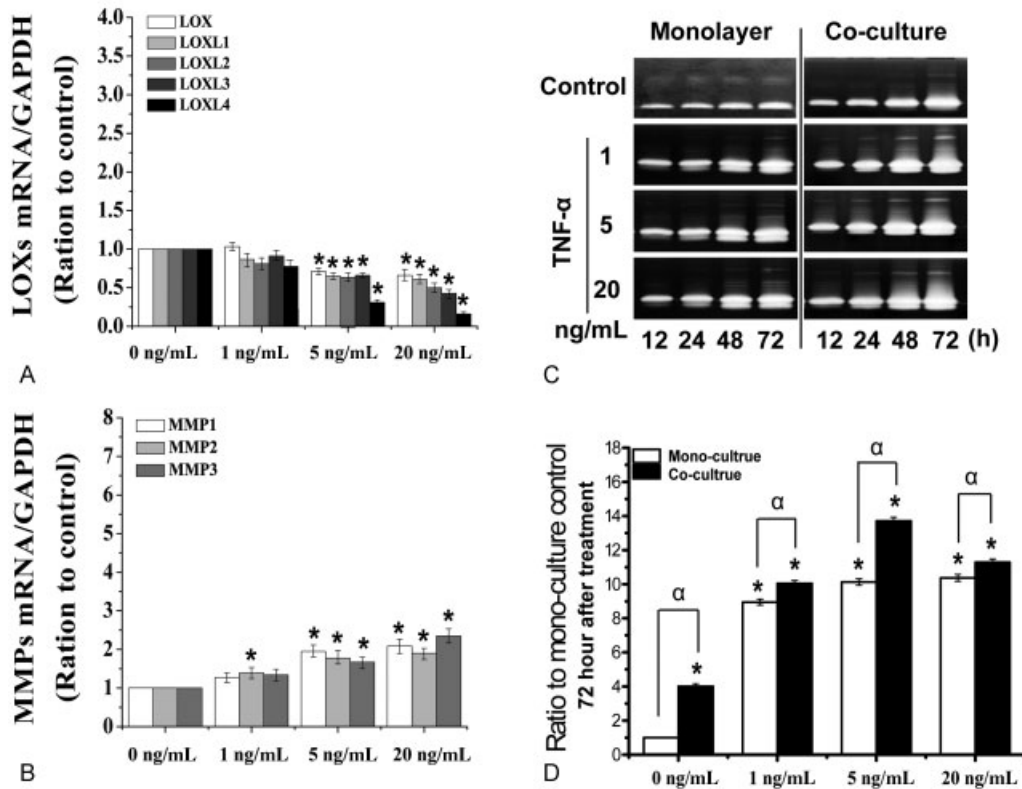 LOXs mRNA/GAPDH
(Ration to control)
4.0
3.5
3.0
2.5
2.0
1.5
1.0
0.5
0.0
LOX
LOXL1
LOXL2
LOXL3
LOXL4
* * * *
*
* * * *
*
0 ng/mL 1 ng/mL 5 ng/mL 20 ng/mL
A
Monolayer Co-culture
Control
TNF-α
1
5
20
ng/mL
12 24 48 72 12 24 48 72 (h)
C
MMPs mRNA/GAPDH
(Ration to control)
8
7
6
5
4
3
2
1
0
MMP1
MMP2
MMP3
*
* * *
* * *
0 ng/mL 1 ng/mL 5 ng/mL 20 ng/mL
B
Ratio to mono-culture control
72 hour after treatment
18
16
14
12
10
8
6
4
2
0
Mono-cultrue
Co-cultrue
α α α α
* * * * * * *
0 ng/mL 1 ng/mL 5 ng/mL 20 ng/mL
D